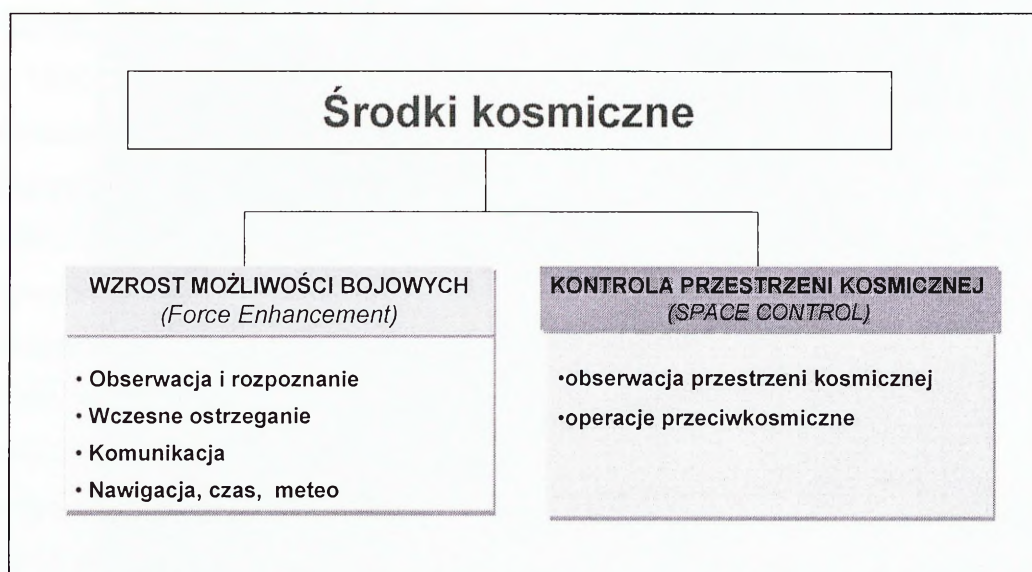 Środki kosmiczne
WZROST MOŻLIWOŚCI BOJOWYCH
(Force Enhancement)
• Obserwacja i rozpoznanie
• Wczesne ostrzeganie
• Komunikacja
• Nawigacja, czas, meteo
KONTROLA PRZESTRZENI KOSMICZNEJ
(SPACE CONTROL)
•obserwacja przestrzeni kosmicznej
•operacje przeciwkosmiczne